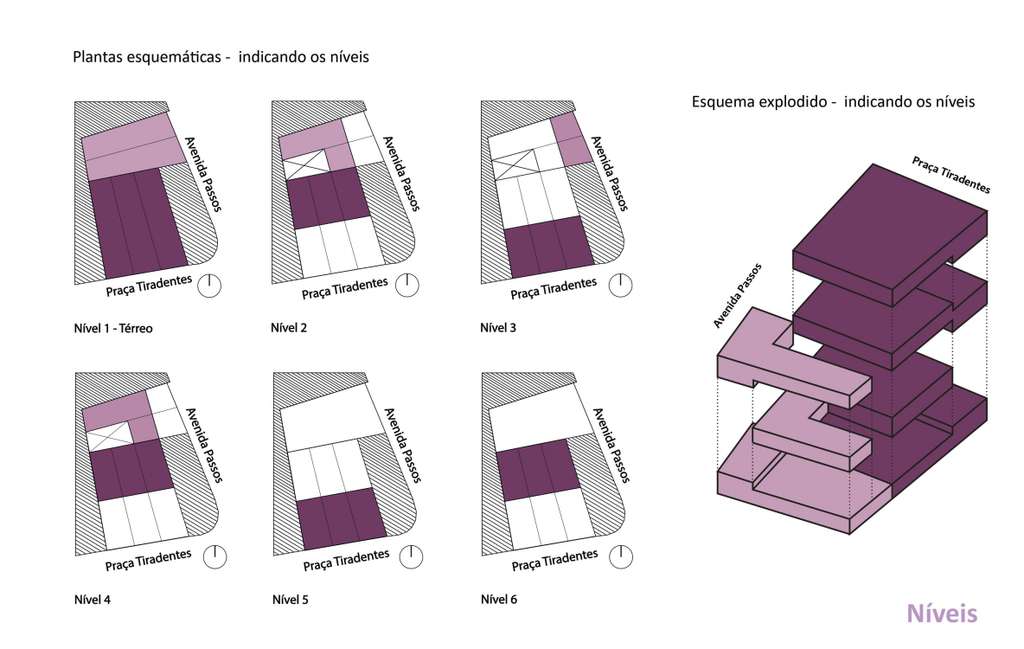 Plantas esquemáticas -  indicando os níveis
Esquema explodido -  indicando os níveis
Avenida Passos
Praça Tiradentes
Nível 1 - Térreo
Avenida Passos
Praça Tiradentes
Nível 2
Avenida Passos
Praça Tiradentes
Nível 3
Avenida Passos
Praça Tiradentes
Nível 4
Avenida Passos
Praça Tiradentes
Nível 5
Avenida Passos
Praça Tiradentes
Nível 6
Praça Tiradentes
Avenida Passos
Níveis